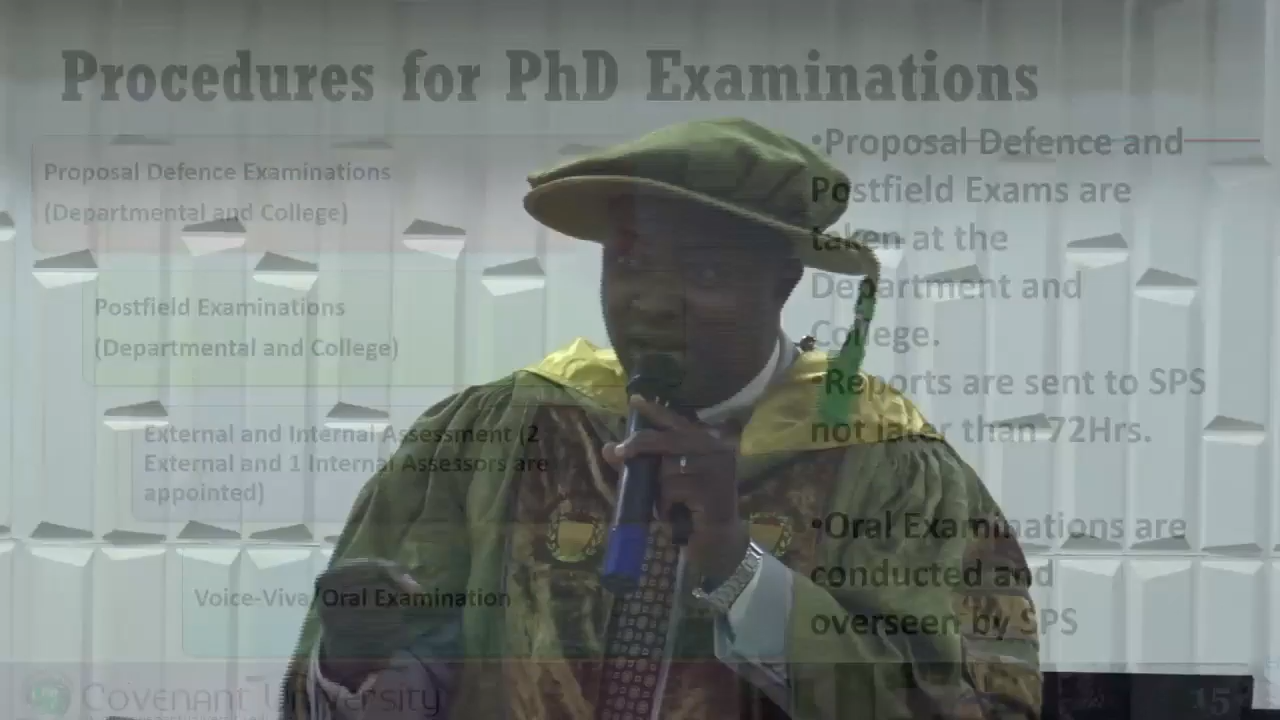 Procedures for PhD Examinations
Proposal Defence Examinations
(Departmental and College)
Postfield Examinations
(Departmental and College)
External and Internal Assessment (2
External and 1 Internal Assessors are
appointed)
Voice-Viva/Oral Examination
•Proposal Defence and
Postfield Exams are
taken at the
Department and
College.
•Reports are sent to SPS
not later than 72Hrs.
•Oral Examinations are
conducted and
overseen by SPS
Covenant University
15